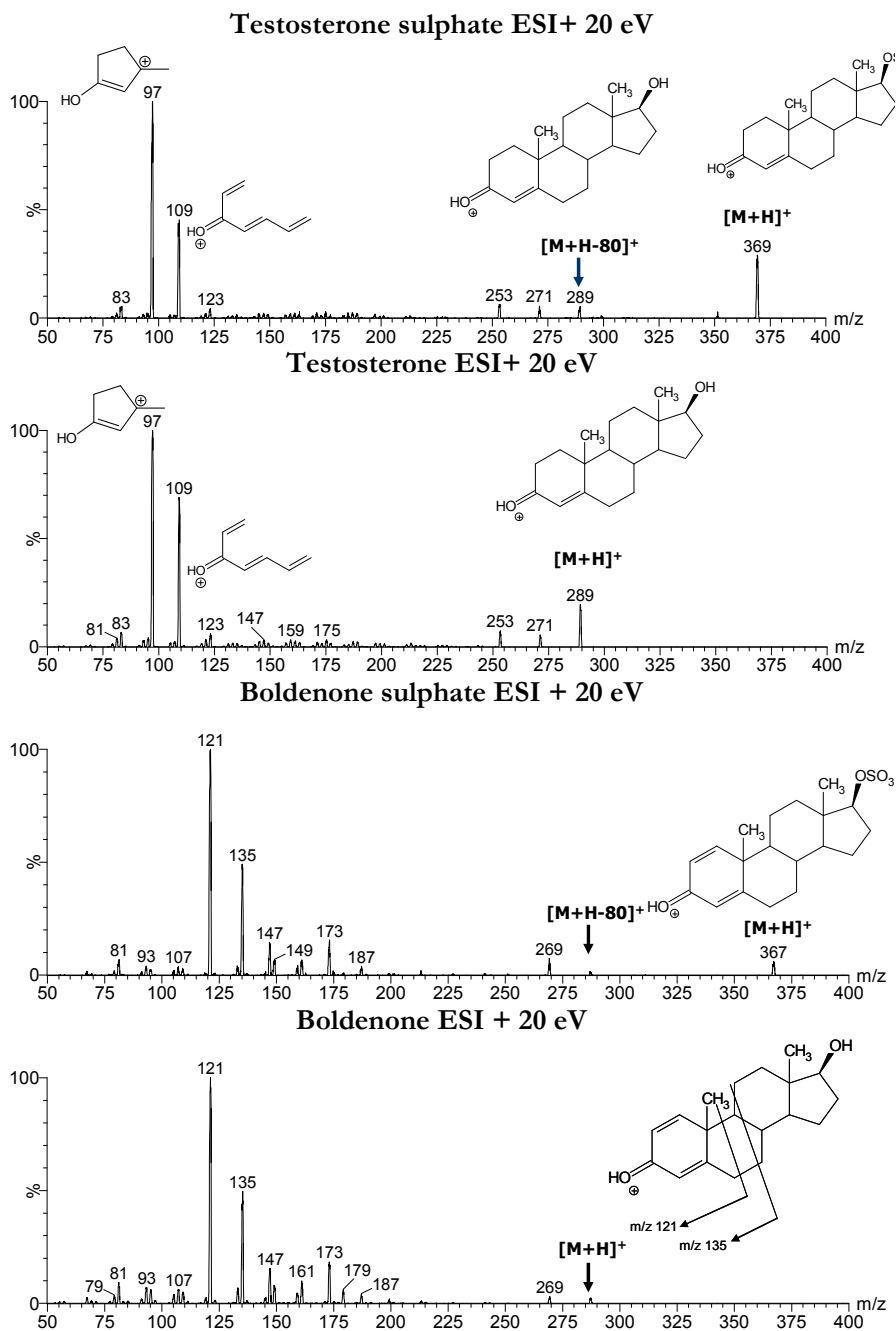 Testosterone sulphate ESI+ 20 eV
CH3
OS
CH3
OH
CH3
CH3
HO
HO
HO
[M+H]+
[M+H-80]+
100
97
%
HO
109
369
83
123
253
271
289
0
m/z
50 75 100 125 150 175 200 225 250 275 300 325 350 375 400
Testosterone ESI+ 20 eV
OH
CH3
CH3
HO
100
97
HO
109
%
HO
[M+H]+
289
81 83
123
147
159 175
253 271
0
m/z
50 75 100 125 150 175 200 225 250 275 300 325 350 375 400
Boldenone sulphate ESI + 20 eV
121
100
OSO3
CH3
CH3
%
135
HO
[M+H-80]+
[M+H]+
81 93 107
147
149
173
187
269
367
0
m/z
50 75 100 125 150 175 200 225 250 275 300 325 350 375 400
Boldenone ESI + 20 eV
121
100
CH3
OH
CH3
HO
%
135
m/z 121
m/z 135
[M+H]+
79
81
93
107
147
161
173
179
187
269
0
m/z
50 75 100 125 150 175 200 225 250 275 300 325 350 375 400